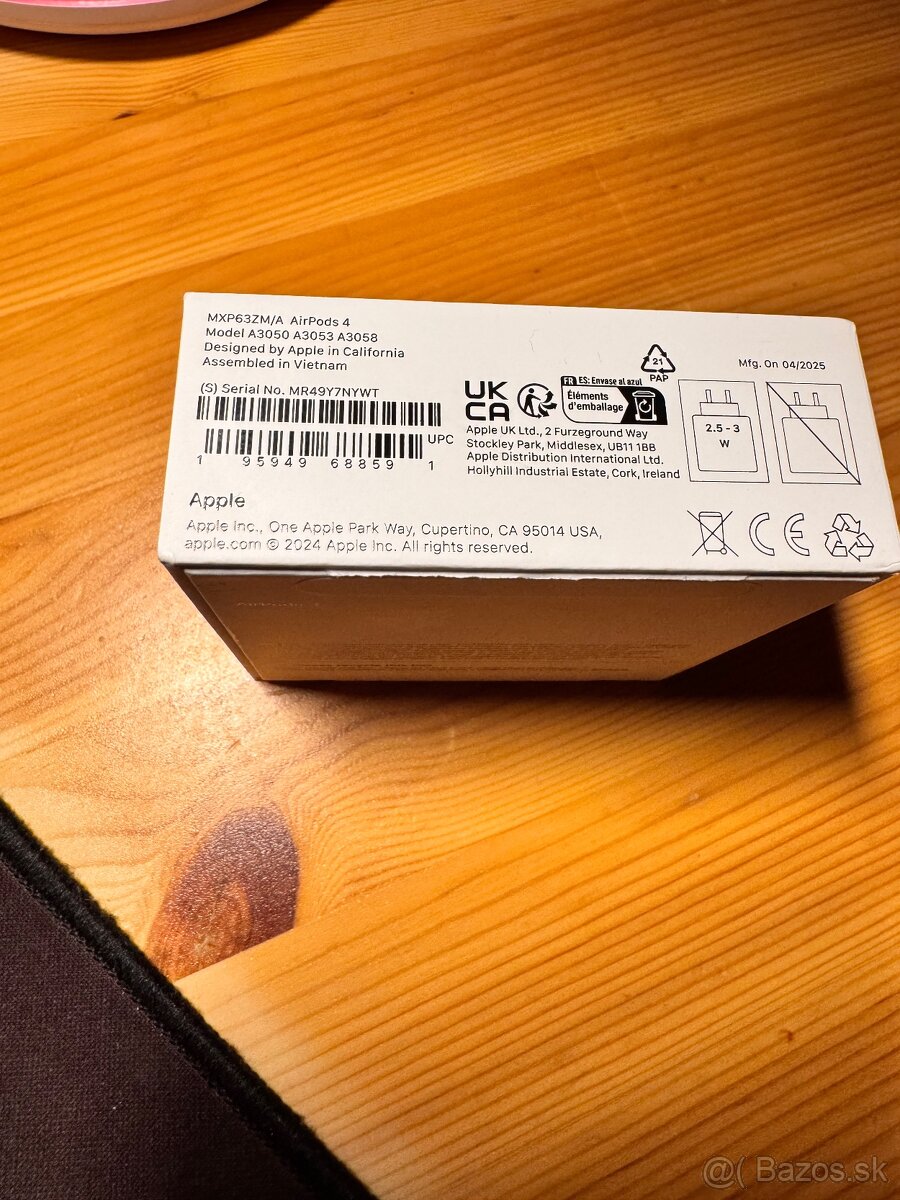 MXP63ZM/A AirPods 4
Model A3050 A3053 A3058
Designed by Apple in California
Assembled in Vietnam
(S) Serial No. MR49Y7NYWT
UPC
1 95949 68859 1
Apple
Apple Inc., One Apple Park Way, Cupertino, CA 95014 USA,
apple.com © 2024 Apple Inc. All rights reserved.
UK
CA
FR ES: Envase al azul
Éléments
d'emballage
Apple UK Ltd., 2 Furzeground Way
Stockley Park, Middlesex, UB11 1BB
Apple Distribution International Ltd.
Hollyhill Industrial Estate, Cork, Ireland
21
PAP
Mfg. On 04/2025
2.5 - 3
W
CE
@( Bazos.sk